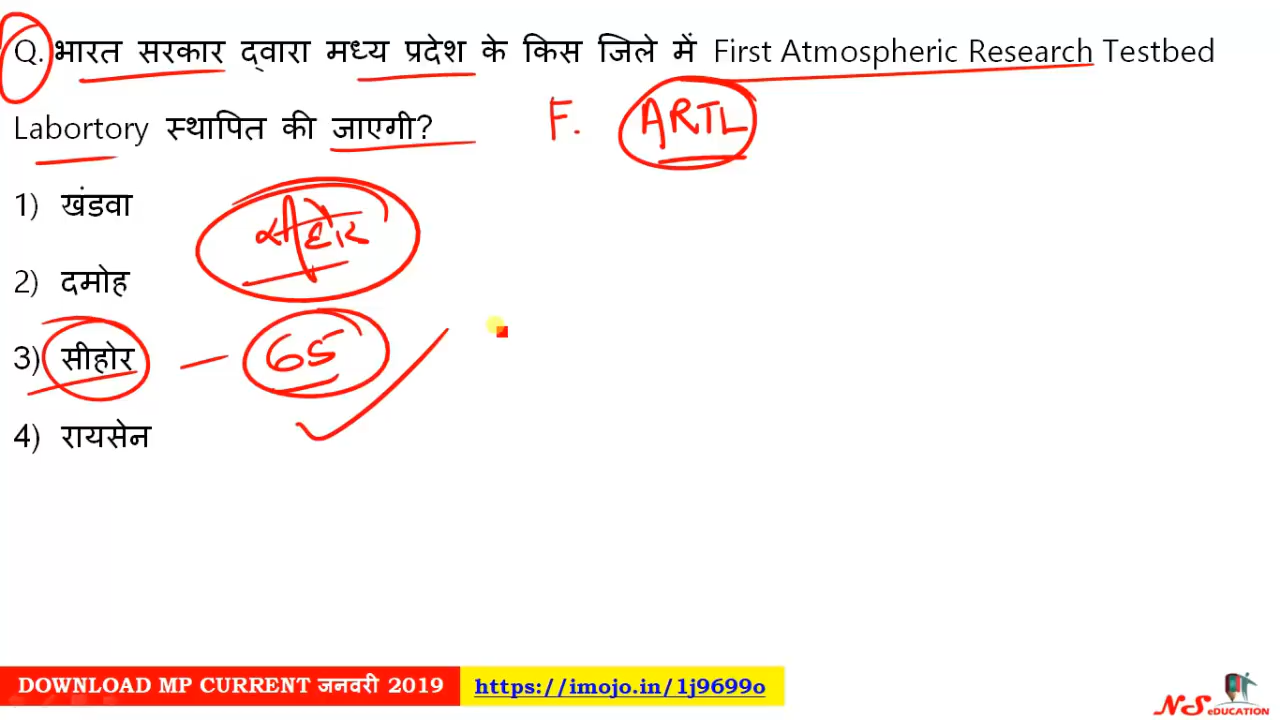 Q. भारत सरकार द्वारा मध्य प्रदेश के किस जिले में First Atmospheric Research Testbed
Labortory स्थापित की जाएगी?
F. ARTL
1) खंडवा
सीहोर
2) दमोह
3) सीहोर - 65
4) रायसेन
DOWNLOAD MP CURRENT जनवरी 2019 https://imojo.in/1j9699o
NS EDUCATION